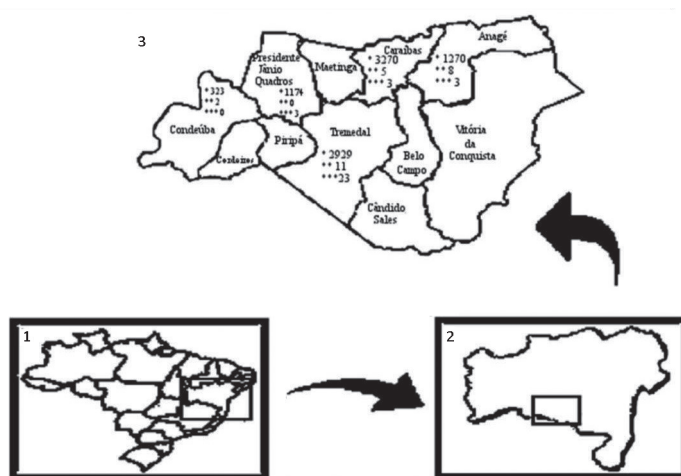 3
Anagé
Caraíbas
* 3270
** 5
*** 3
* 1270
** 8
*** 3
Presidente
Jânio
Quadros
* 1174
** 0
*** 3
Maetinga
* 323
** 2
*** 0
Condeúba
Cordeiros
Piripá
Tremedal
* 2929
** 11
*** 23
Belo
Campo
Vitória
da
Conquista
Cândido
Sales
1
2